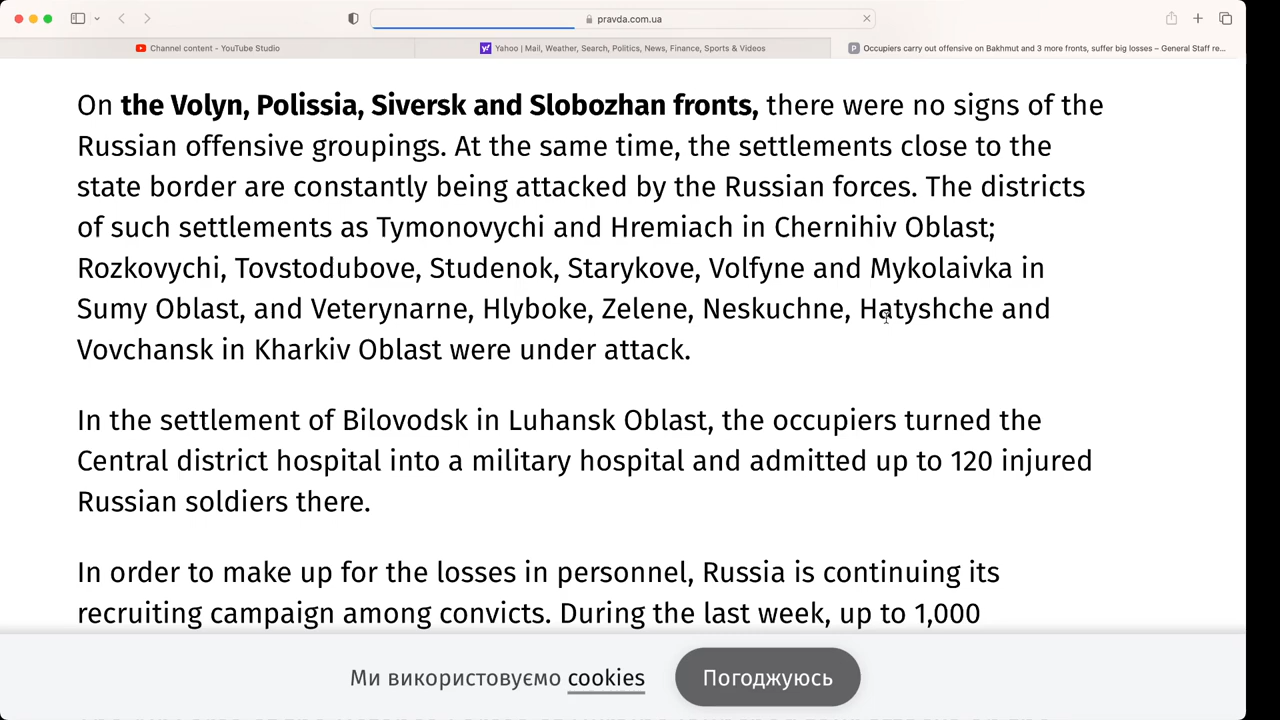 pravda.com.ua
Channel content - YouTube Studio
Yahoo | Mail, Weather, Search, Politics, News, Finance, Sports & Videos
Occupiers carry out offensive on Bakhmut and 3 more fronts, suffer big losses – General Staff re...
On the Volyn, Polissia, Siversk and Slobozhan fronts, there were no signs of the
Russian offensive groupings. At the same time, the settlements close to the
state border are constantly being attacked by the Russian forces. The districts
of such settlements as Tymonovychi and Hremiach in Chernihiv Oblast;
Rozkovychi, Tovstodubove, Studenok, Starykove, Volfyne and Mykolaivka in
Sumy Oblast, and Veterynarne, Hlyboke, Zelene, Neskuchne, Hatyshche and
Vovchansk in Kharkiv Oblast were under attack.
In the settlement of Bilovodsk in Luhansk Oblast, the occupiers turned the
Central district hospital into a military hospital and admitted up to 120 injured
Russian soldiers there.
In order to make up for the losses in personnel, Russia is continuing its
recruiting campaign among convicts. During the last week, up to 1,000
Ми використовуємо cookies
Погоджуюсь